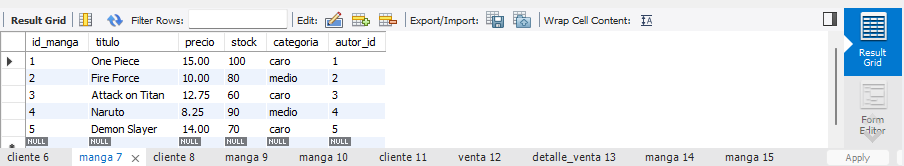 Result Grid Filter Rows: Edit: Export/Import: Wrap Cell Content: IA
id_manga titulo precio stock categoria autor_id
1 One Piece 15.00 100 caro 1
2 Fire Force 10.00 80 medio 2
3 Attack on Titan 12.75 60 caro 3
4 Naruto 8.25 90 medio 4
5 Demon Slayer 14.00 70 caro 5
NULL NULL NULL NULL NULL NULL
Result
Grid
Form
Editor
cliente 6 manga 7 cliente 8 manga 9 manga 10 cliente 11 venta 12 detalle_venta 13 manga 14 manga 15 Apply